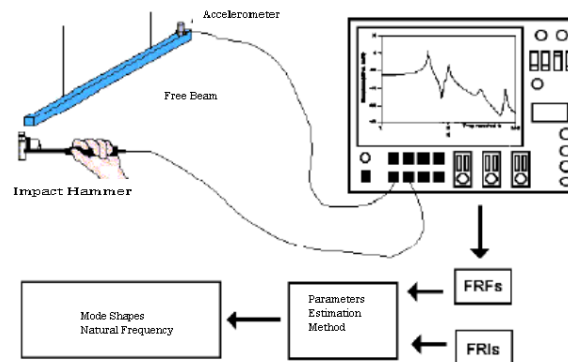 Accelerometer
Free Beam
Impact Hammer
FRFs
Parameters
Estimation
Method
Mode Shapes
Natural Frequency
FRIs